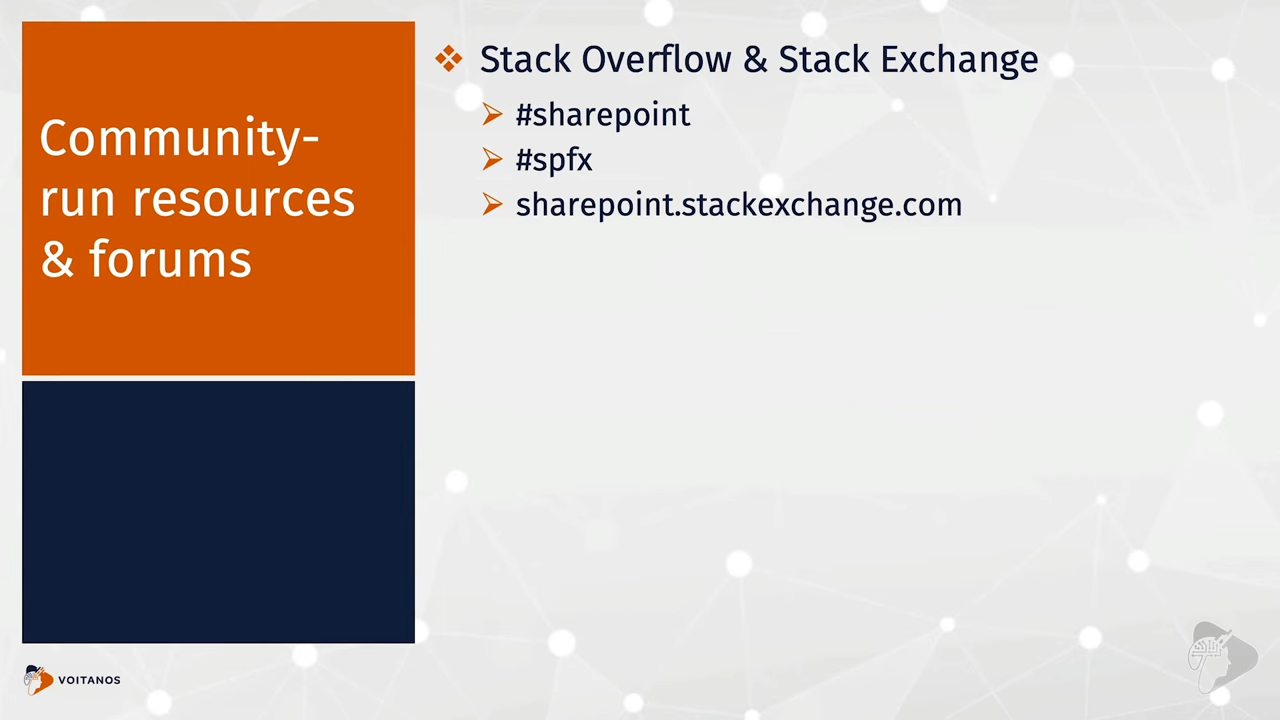 Community-
run resources
& forums
Stack Overflow & Stack Exchange
#sharepoint
#spfx
sharepoint.stackexchange.com
VOITANOS